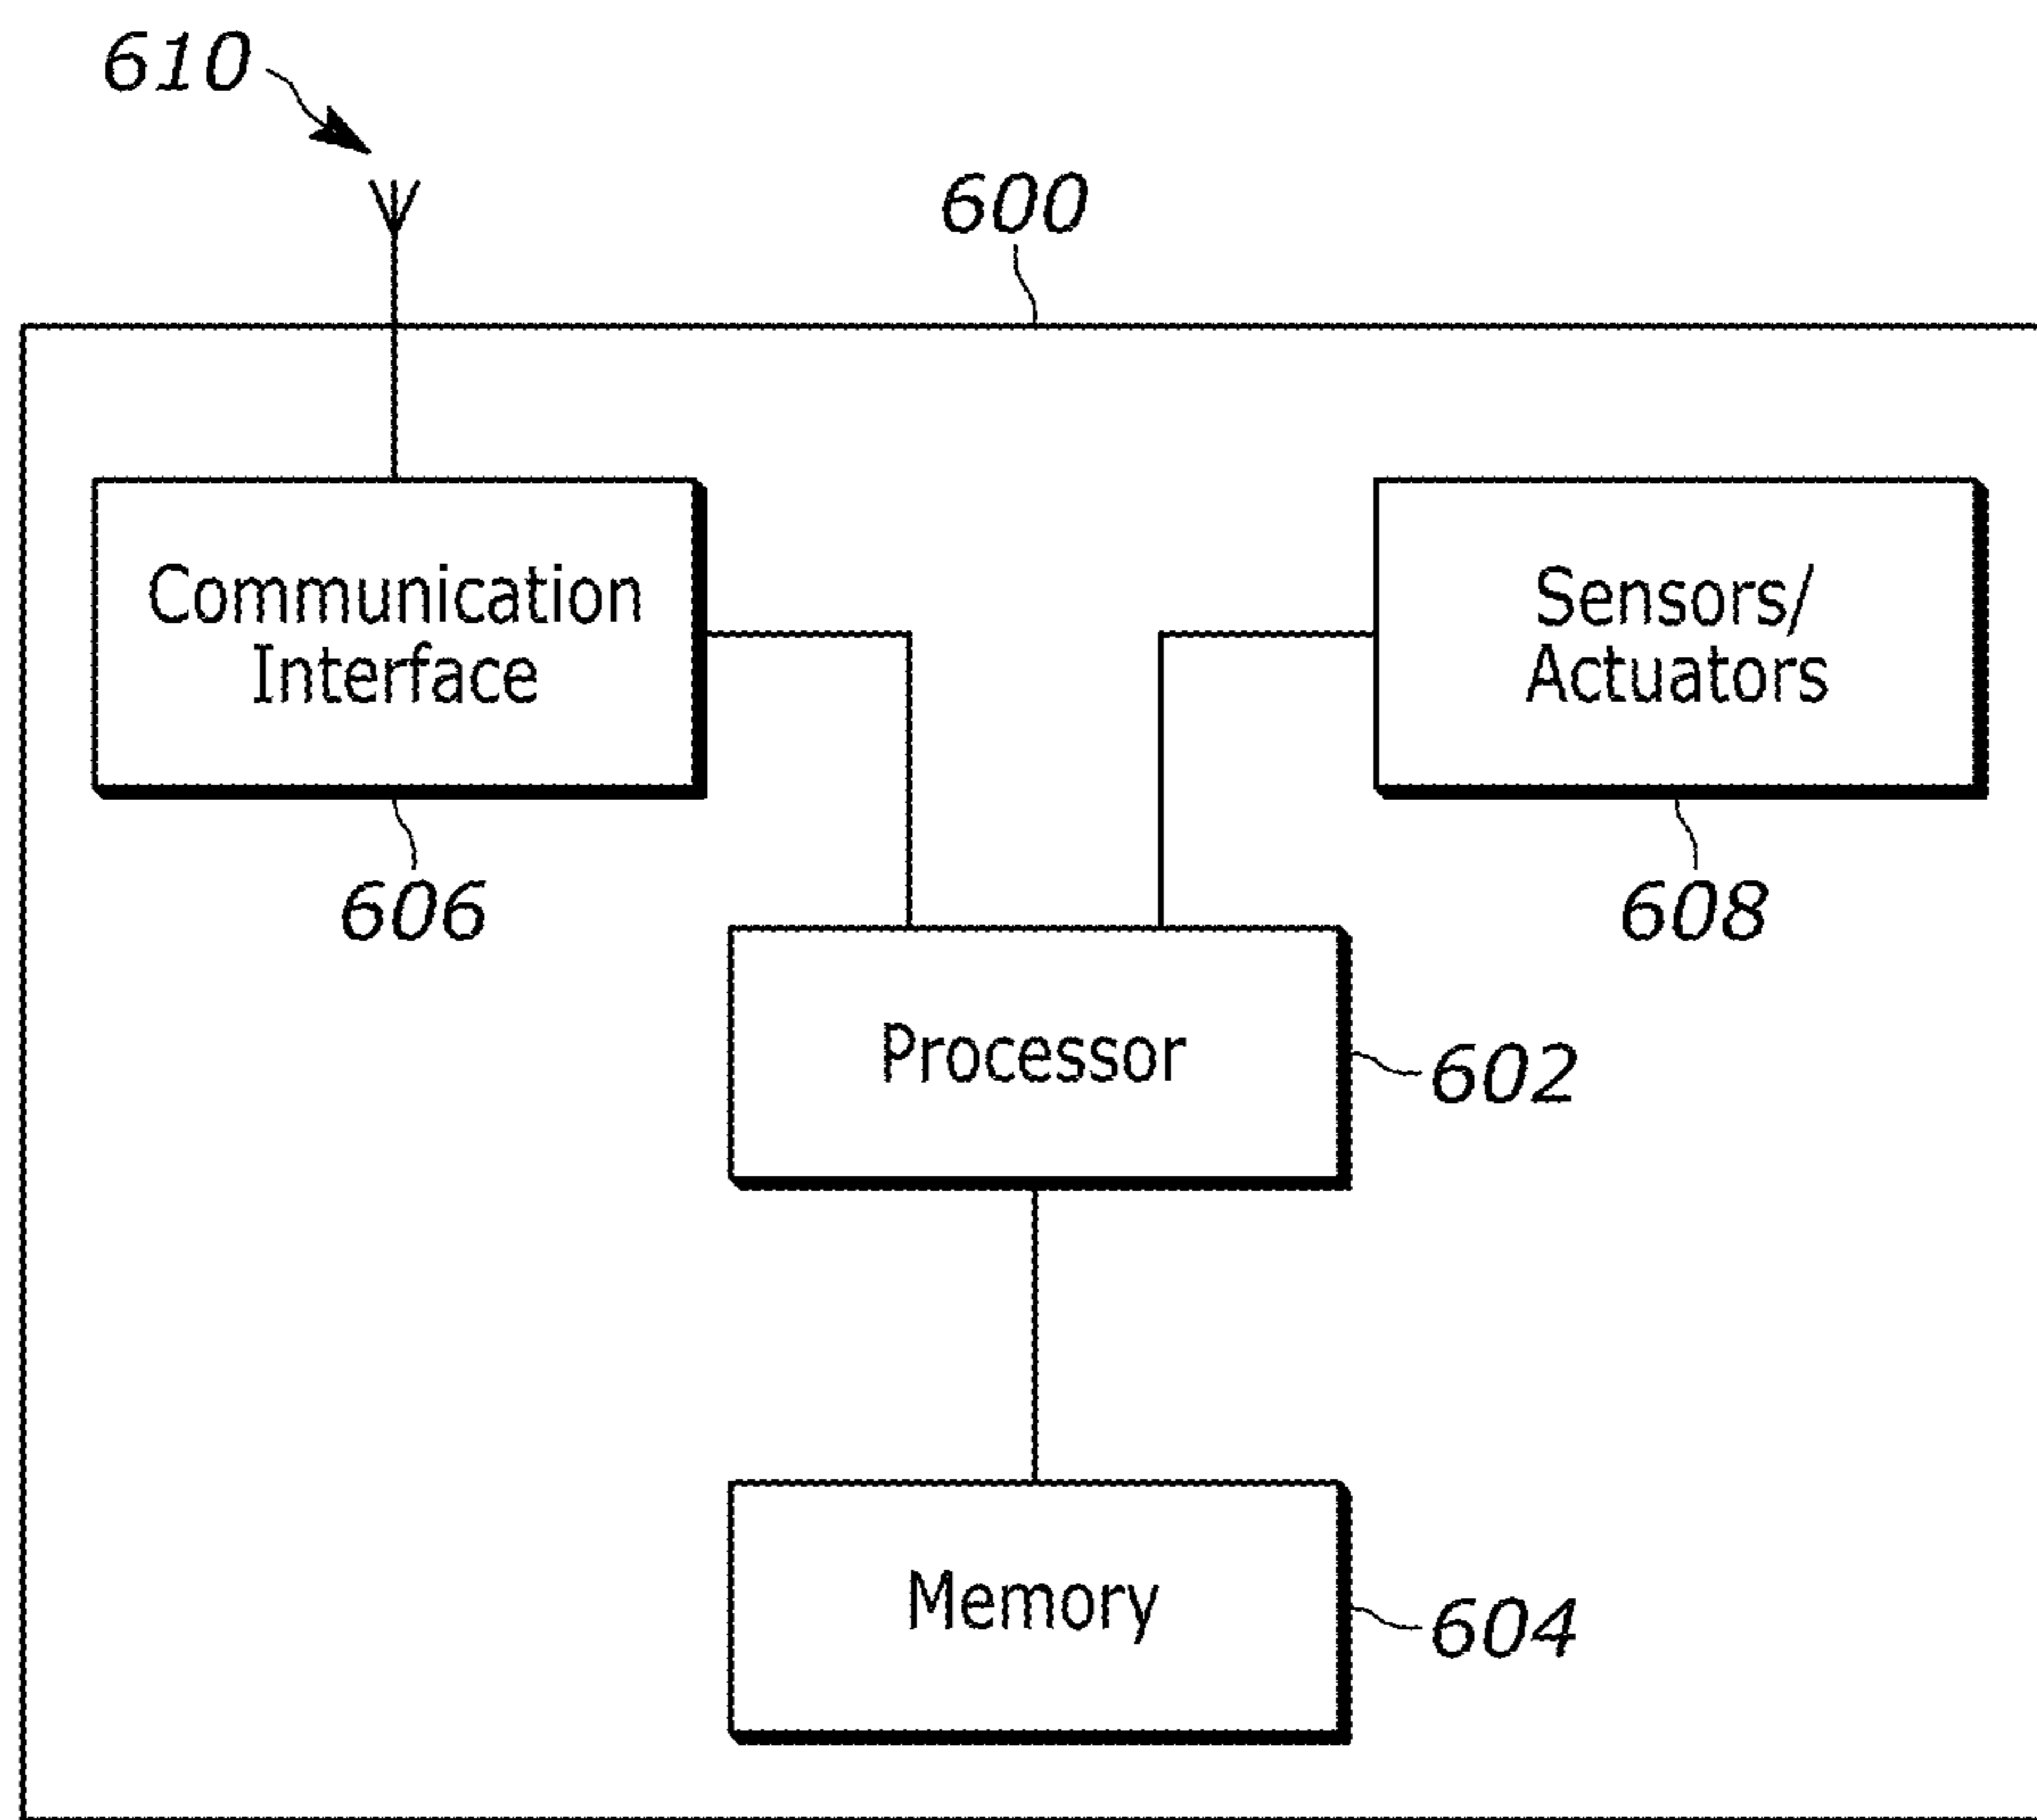 610
600
Communication
Interface
Sensors/
Actuators
606
608
Processor
602
Memory
604